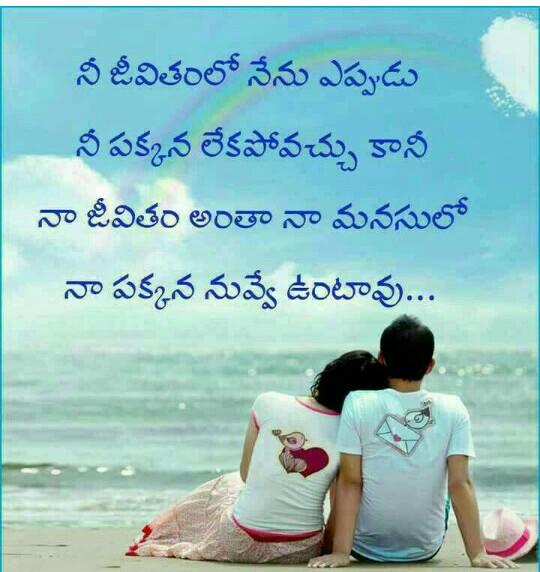 నీ జీవితంలో నేను ఎప్పుడు
నీ పక్కన లేకపోవచ్చు కానీ
నా జీవితం అంతా నా మనసులో
నా పక్కన నువ్వే ఉంటావు...